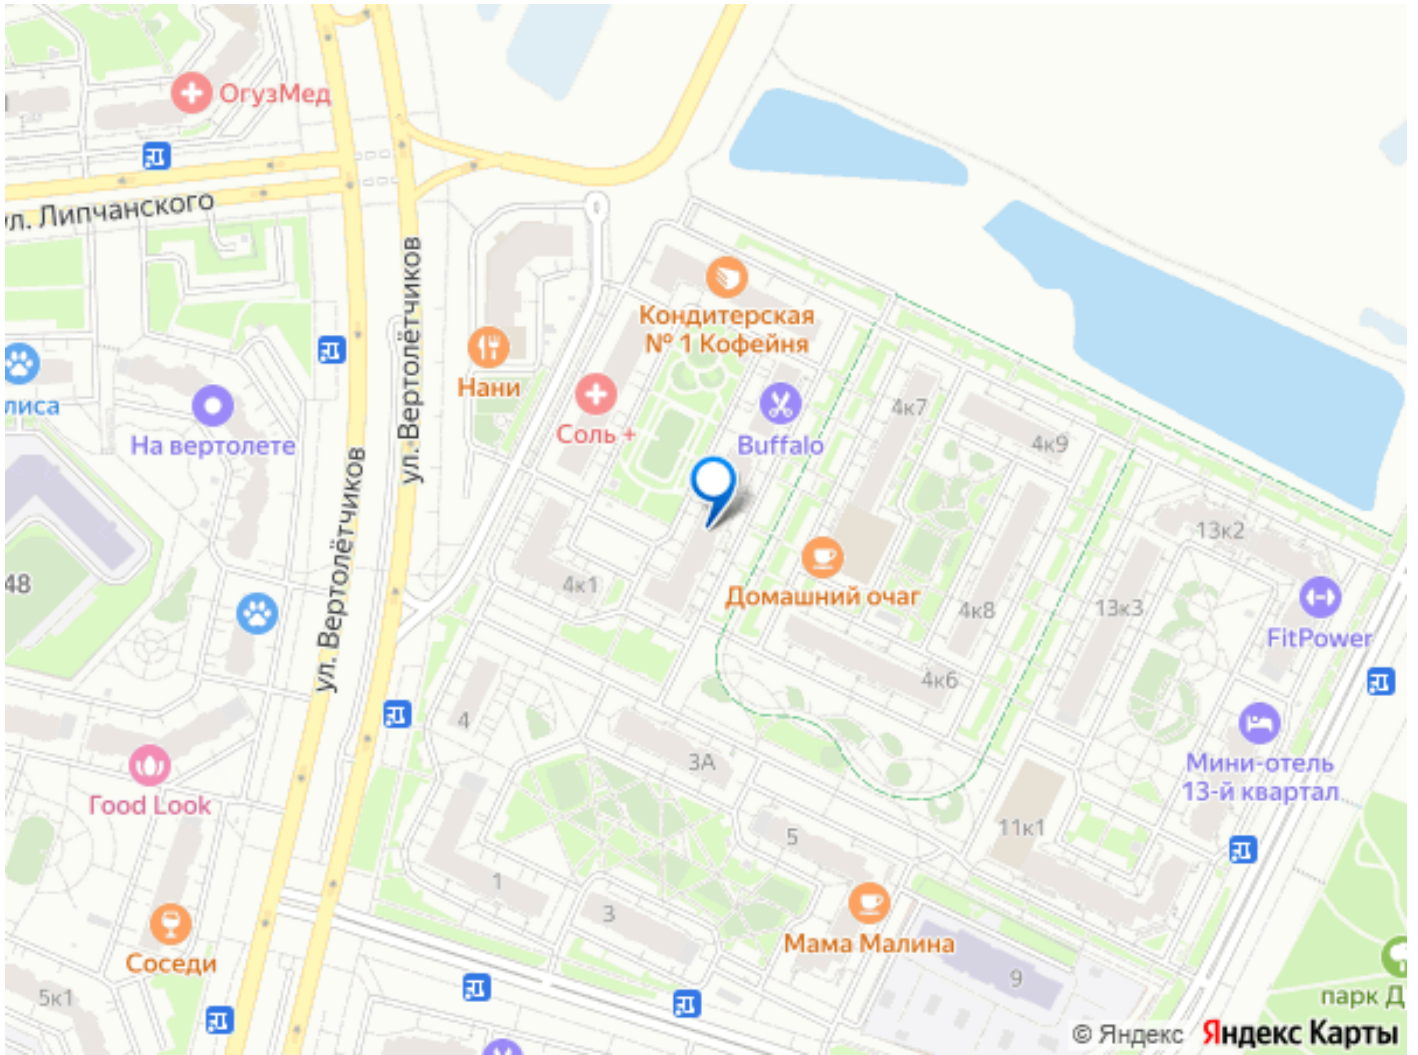 ОгузМед
ул. Липчанского
ул. Вертолётчиков
Кондитерская
№ 1 Кофейня
Нани
лиса
На вертолете
Соль +
Buffalo
4к7
4к9
ул. Вертолётчиков
13к2
48
4к1
Домашний очаг
4к8
13к3
FitPower
4к6
4
3А
Мини-отель
13-й квартал
Гood Look
11к1
5
1
3
Мама Малина
Соседи
9
5к1
парк Д
© Яндекс Яндекс Карты